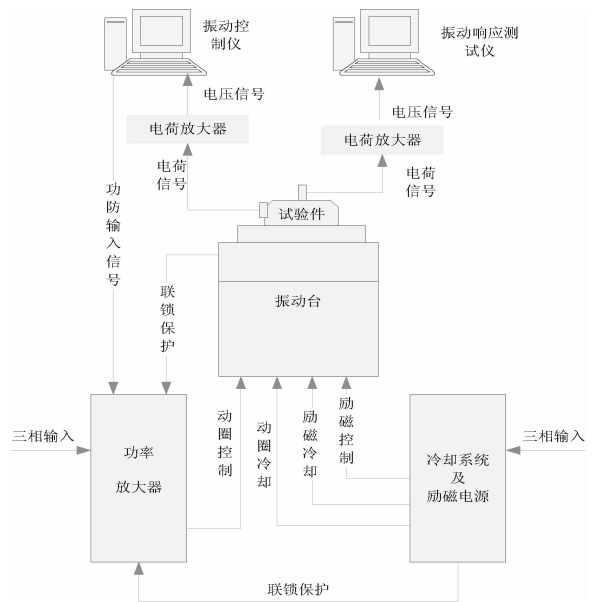 振动控
制仪
振动响应测
试仪
电压信号
电压信号
电荷放大器
电荷放大器
电荷
信号
电荷
信号
功防输入信号
试验件
联锁保护
振动台
动圈控制
动圈冷却
励磁冷却
励磁控制
三相输入
功率
放大器
冷却系统
及
励磁电源
三相输入
联锁保护